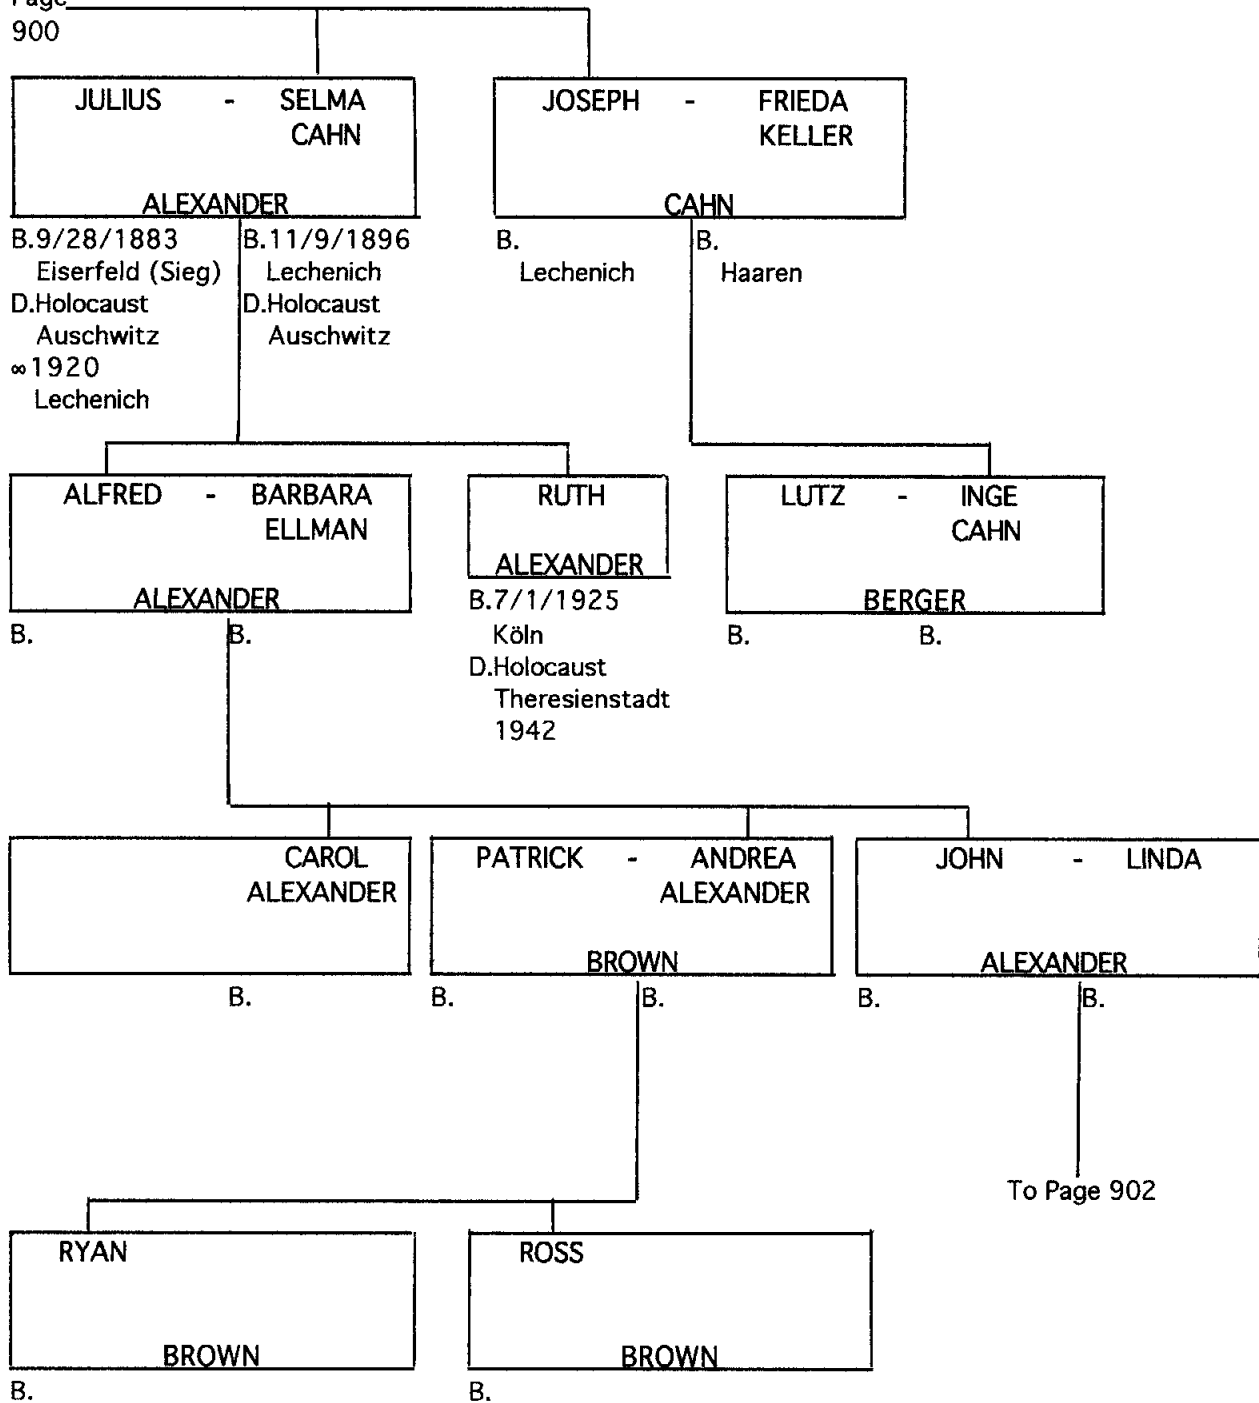 Page
900
JULIUS - SELMA
CAHN
ALEXANDER
B.9/28/1883
Eiserfeld (Sieg)
D.Holocaust
Auschwitz
∞1920
Lechenich
B.11/9/1896
Lechenich
D.Holocaust
Auschwitz
JOSEPH - FRIEDA
KELLER
CAHN
B.
Lechenich
B.
Haaren
ALFRED - BARBARA
ELLMAN
ALEXANDER
B.
B.
RUTH
ALEXANDER
B.7/1/1925
Köln
D.Holocaust
Theresienstadt
1942
LUTZ - INGE
CAHN
BERGER
B.
B.
CAROL
ALEXANDER
B.
PATRICK - ANDREA
ALEXANDER
BROWN
B.
B.
JOHN - LINDA
ALEXANDER
B.
B.
To Page 902
RYAN
BROWN
B.
ROSS
BROWN
B.